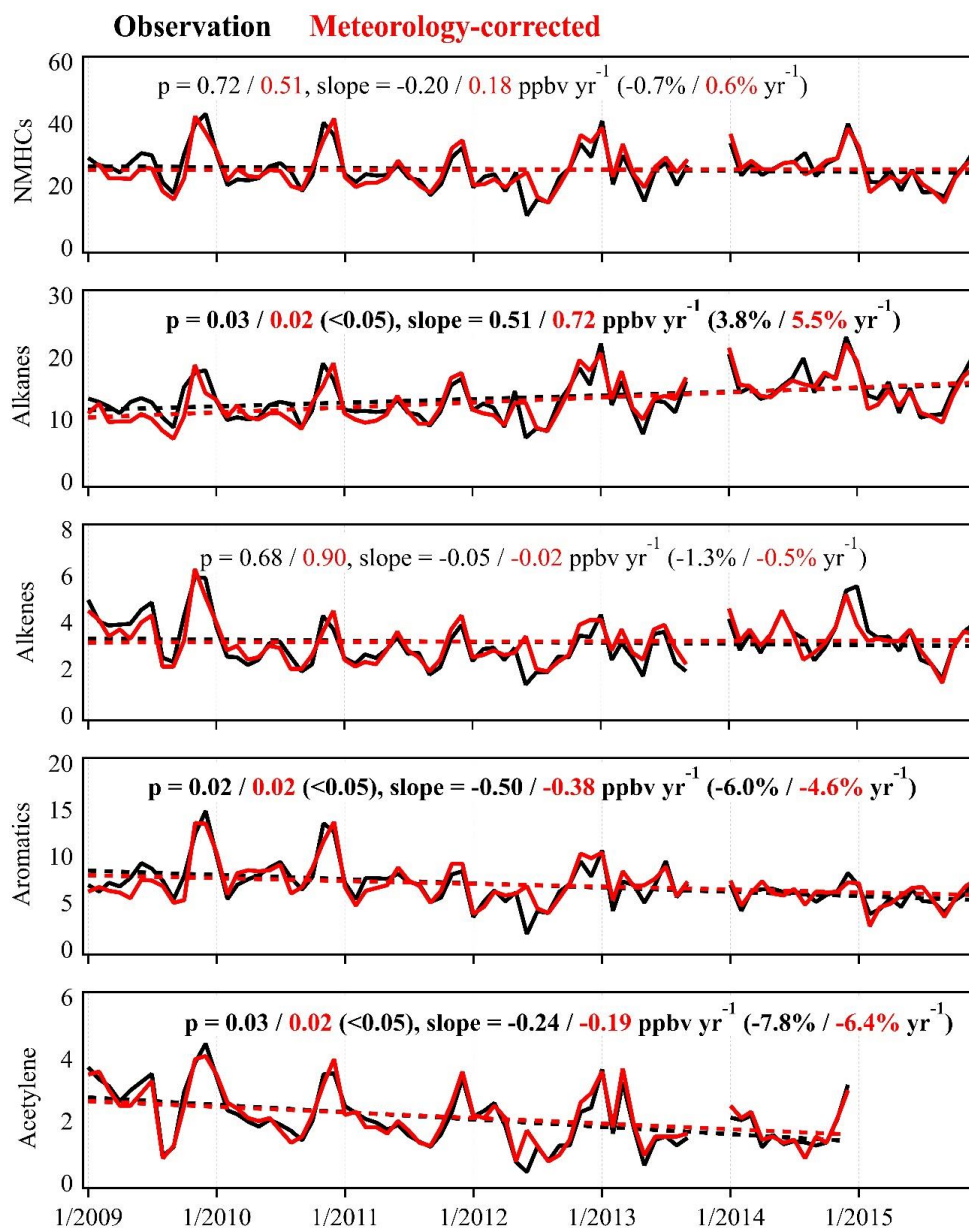 Observation Meteorology-corrected
60
p = 0.72 / 0.51, slope = -0.20 / 0.18 ppbv yr⁻¹ (-0.7% / 0.6% yr⁻¹)
40
NMHCs
20
0
30
p = 0.03 / 0.02 (<0.05), slope = 0.51 / 0.72 ppbv yr⁻¹ (3.8% / 5.5% yr⁻¹)
20
Alkanes
10
0
8
p = 0.68 / 0.90, slope = -0.05 / -0.02 ppbv yr⁻¹ (-1.3% / -0.5% yr⁻¹)
6
Alkenes
4
2
0
20
p = 0.02 / 0.02 (<0.05), slope = -0.50 / -0.38 ppbv yr⁻¹ (-6.0% / -4.6% yr⁻¹)
15
Aromatics
10
5
0
6
p = 0.03 / 0.02 (<0.05), slope = -0.24 / -0.19 ppbv yr⁻¹ (-7.8% / -6.4% yr⁻¹)
4
Acetylene
2
0
1/2009 1/2010 1/2011 1/2012 1/2013 1/2014 1/2015